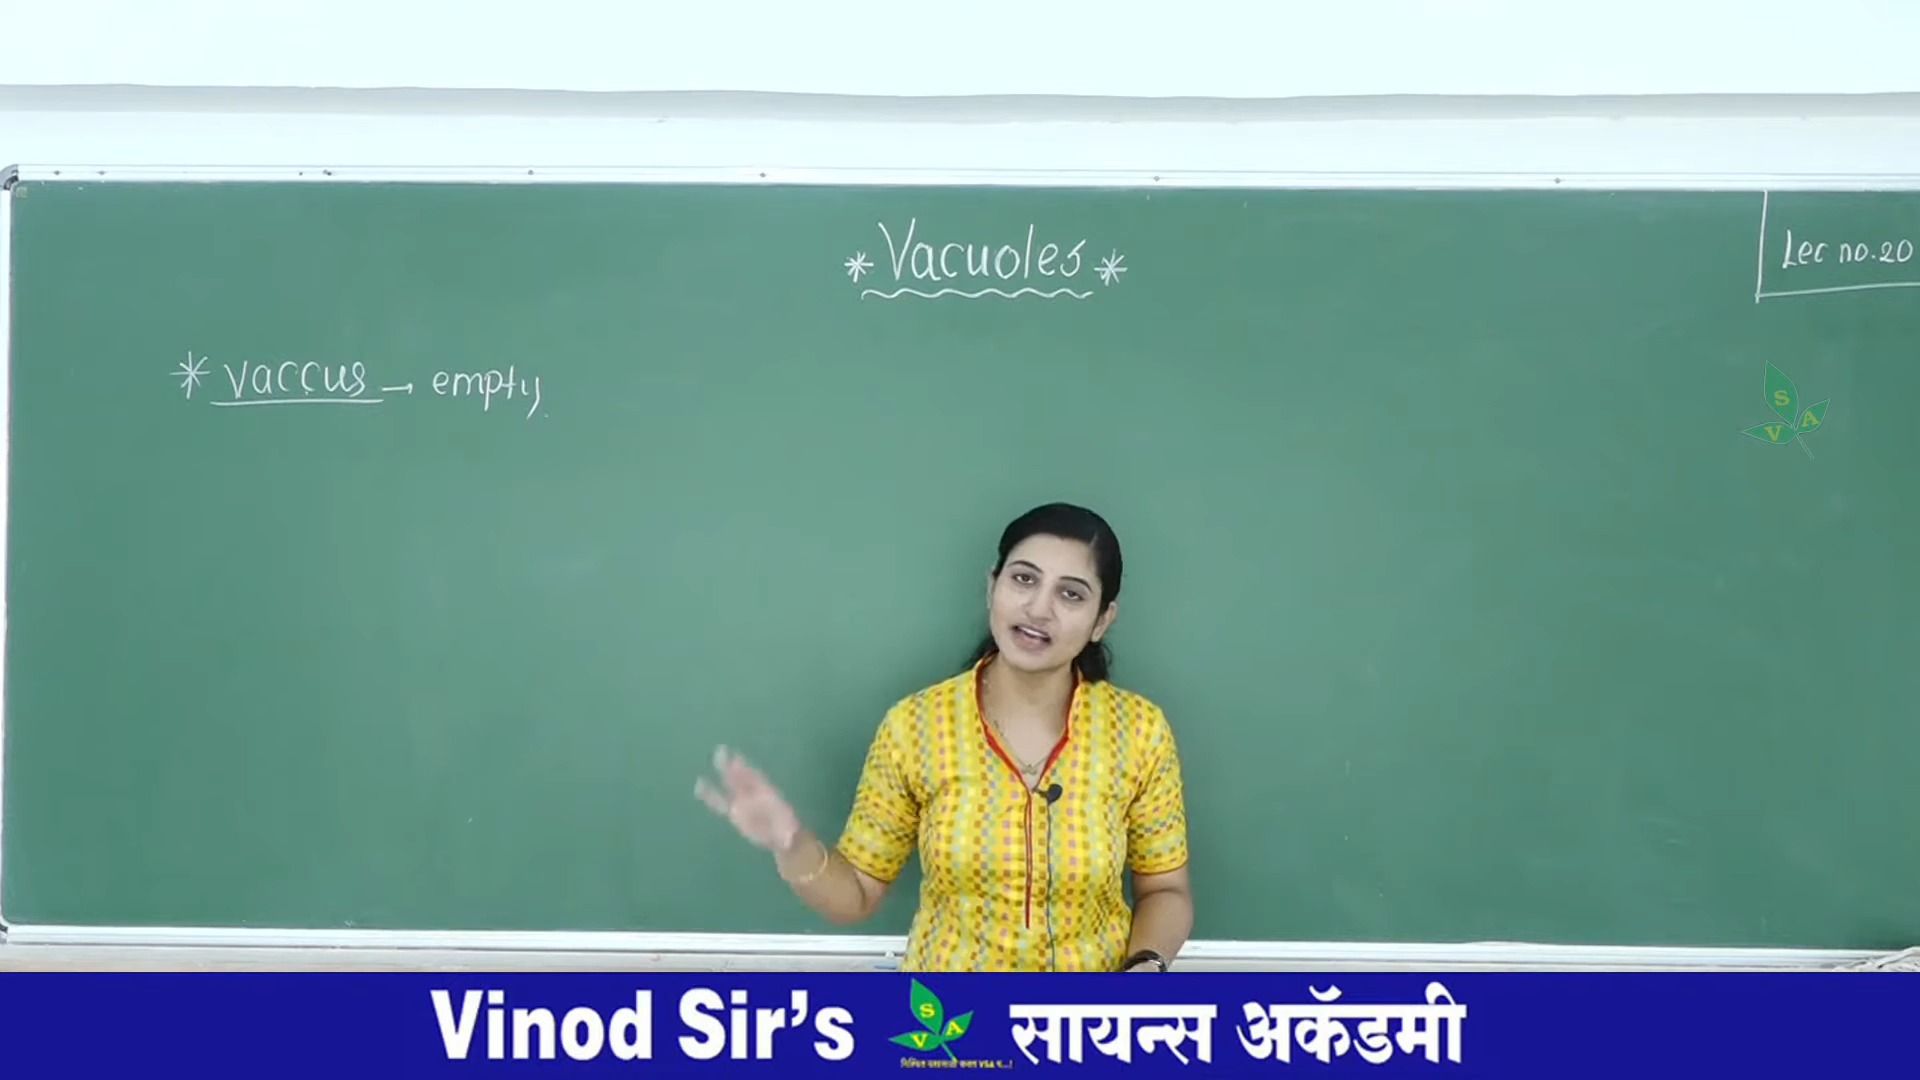 * Vacuoles *
Lec no.20
* vaccus → empty
S
V A
Vinod Sir's
S
V A
सायन्स अकॅडमी